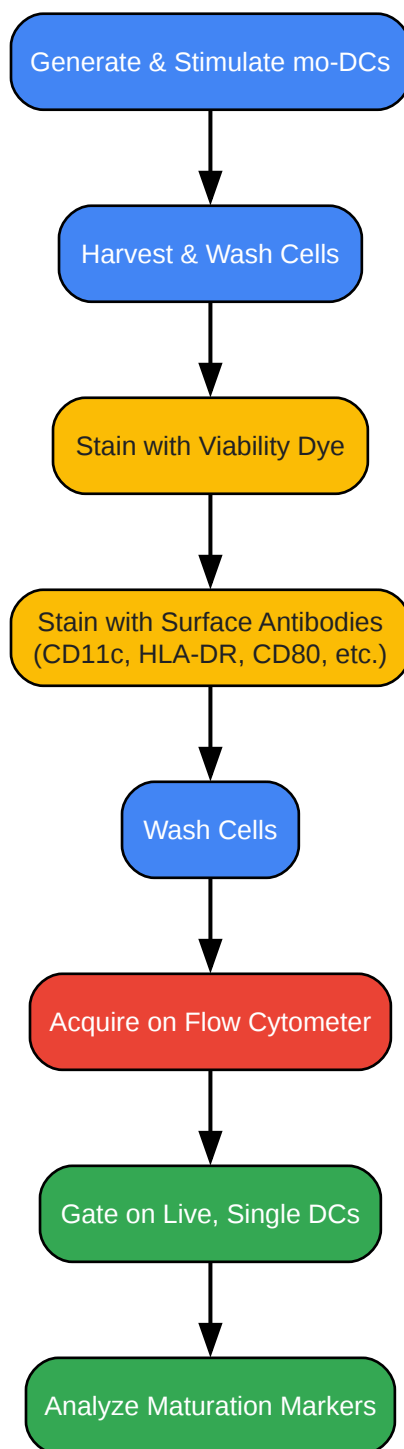 Generate & Stimulate mo-DCs
Harvest & Wash Cells
Stain with Viability Dye
Stain with Surface Antibodies
(CD11c, HLA-DR, CD80, etc.)
Wash Cells
Acquire on Flow Cytometer
Gate on Live, Single DCs
Analyze Maturation Markers